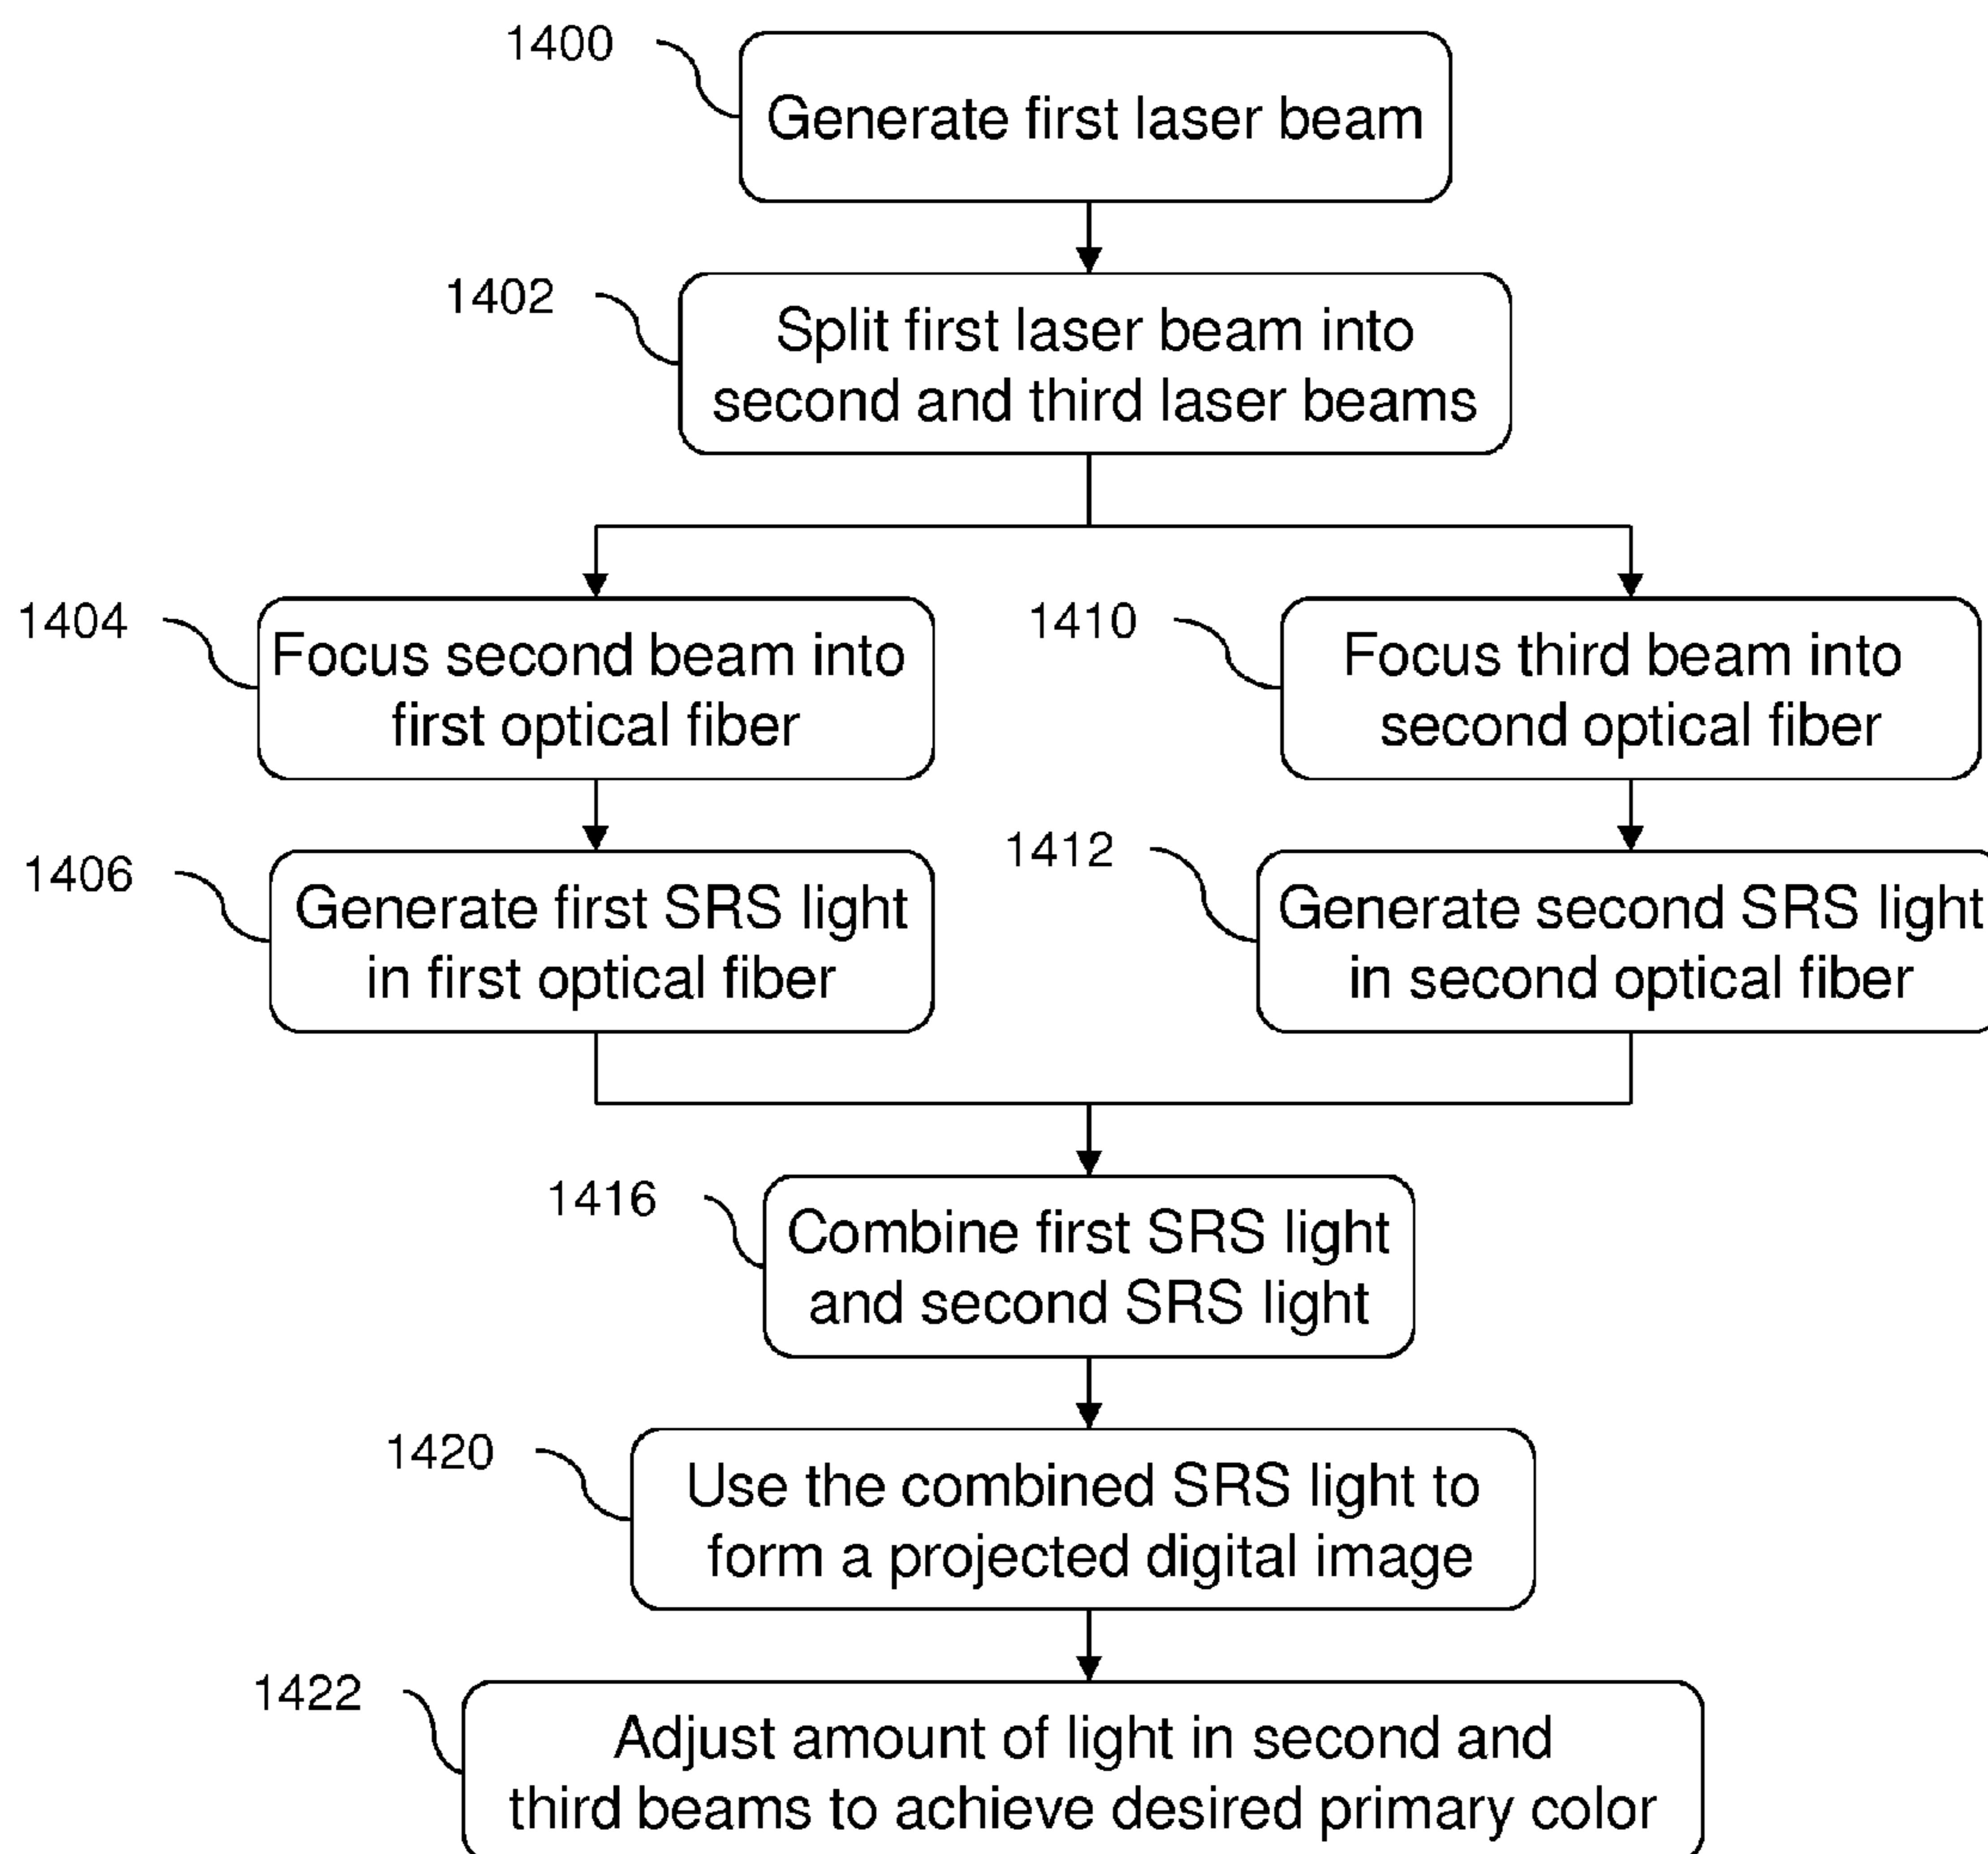 1400
Generate first laser beam
1402
Split first laser beam into
second and third laser beams
1404
Focus second beam into
first optical fiber
1410
Focus third beam into
second optical fiber
1406
Generate first SRS light
in first optical fiber
1412
Generate second SRS light
in second optical fiber
1416
Combine first SRS light
and second SRS light
1420
Use the combined SRS light to
form a projected digital image
1422
Adjust amount of light in second and
third beams to achieve desired primary color